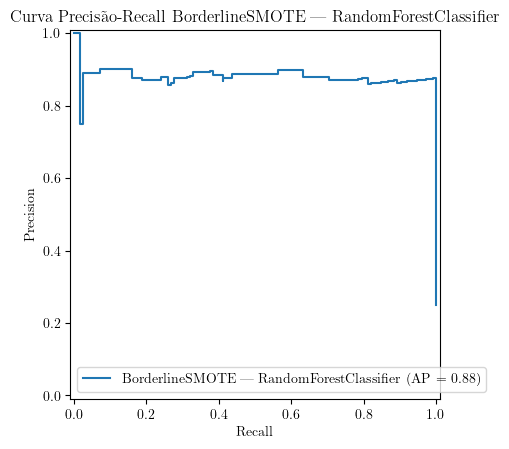 Curva Precisão-Recall BorderlineSMOTE — RandomForestClassifier
1.0
0.8
0.6
0.4
0.2
0.0
Precision
BorderlineSMOTE — RandomForestClassifier (AP = 0.88)
0.0 0.2 0.4 0.6 0.8 1.0
Recall